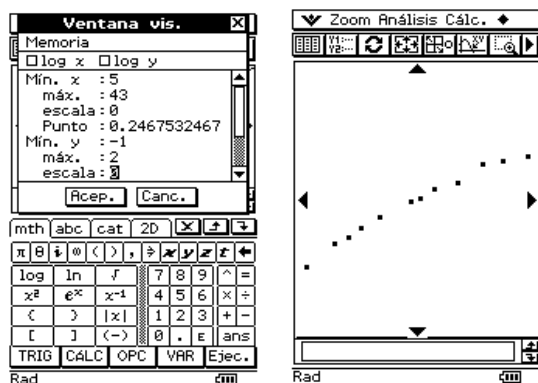 Ventana vis.
Memoria
log x log y
Mín. x :5
máx. :43
escala:0
Punto :0.2467532467
Mín. y :-1
máx. :2
escala:
Acep. Canc.
mth abc cat 2D
π θ i ∞ ( ) , ⇒ x y z t ←
log ln √ 7 8 9 ^ =
x² eˣ x⁻¹ 4 5 6 × ÷
( ) |x| 1 2 3 + −
[ ] (−) 0 . E ans
TRIG CÁLC OPC VAR Ejec.
Rad
Zoom Análisis Cálc.
Y1:
Y2:
Rad